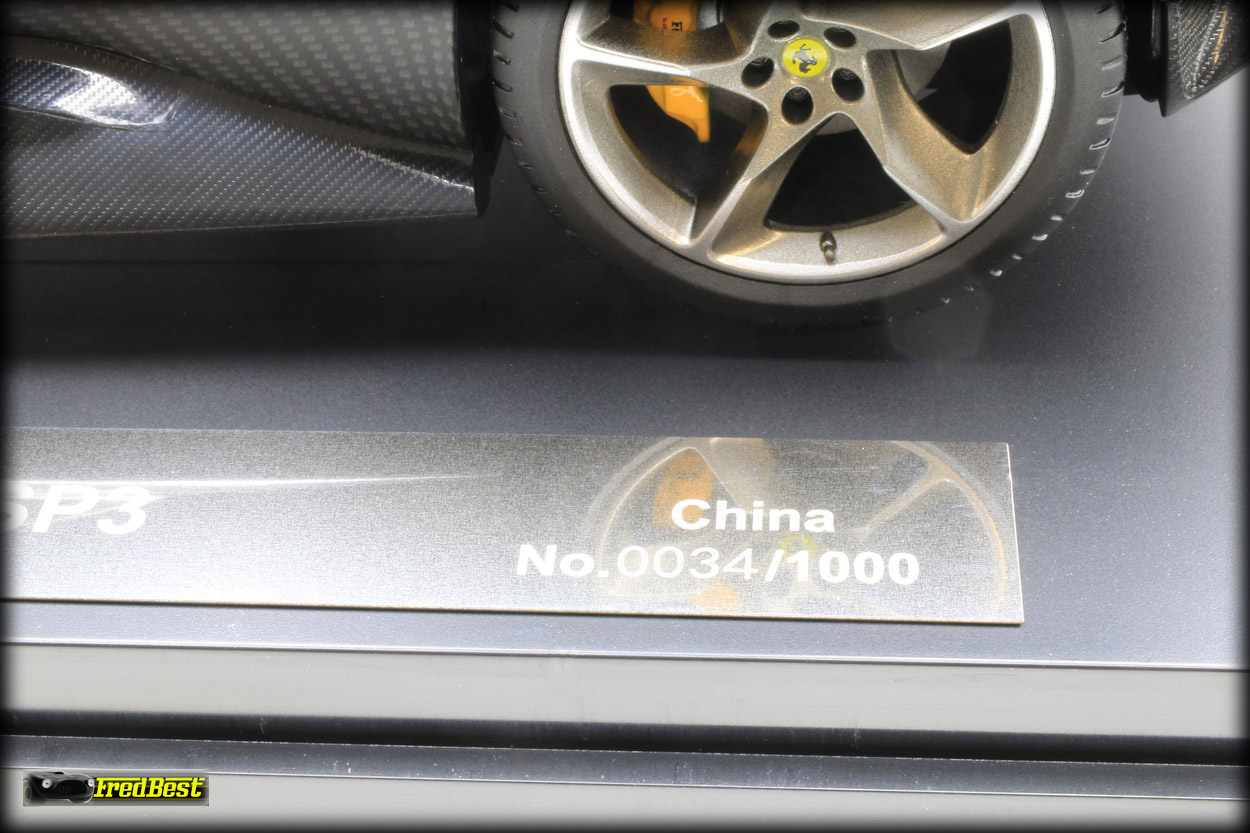 SP3
China
No.0034/1000
FredBest